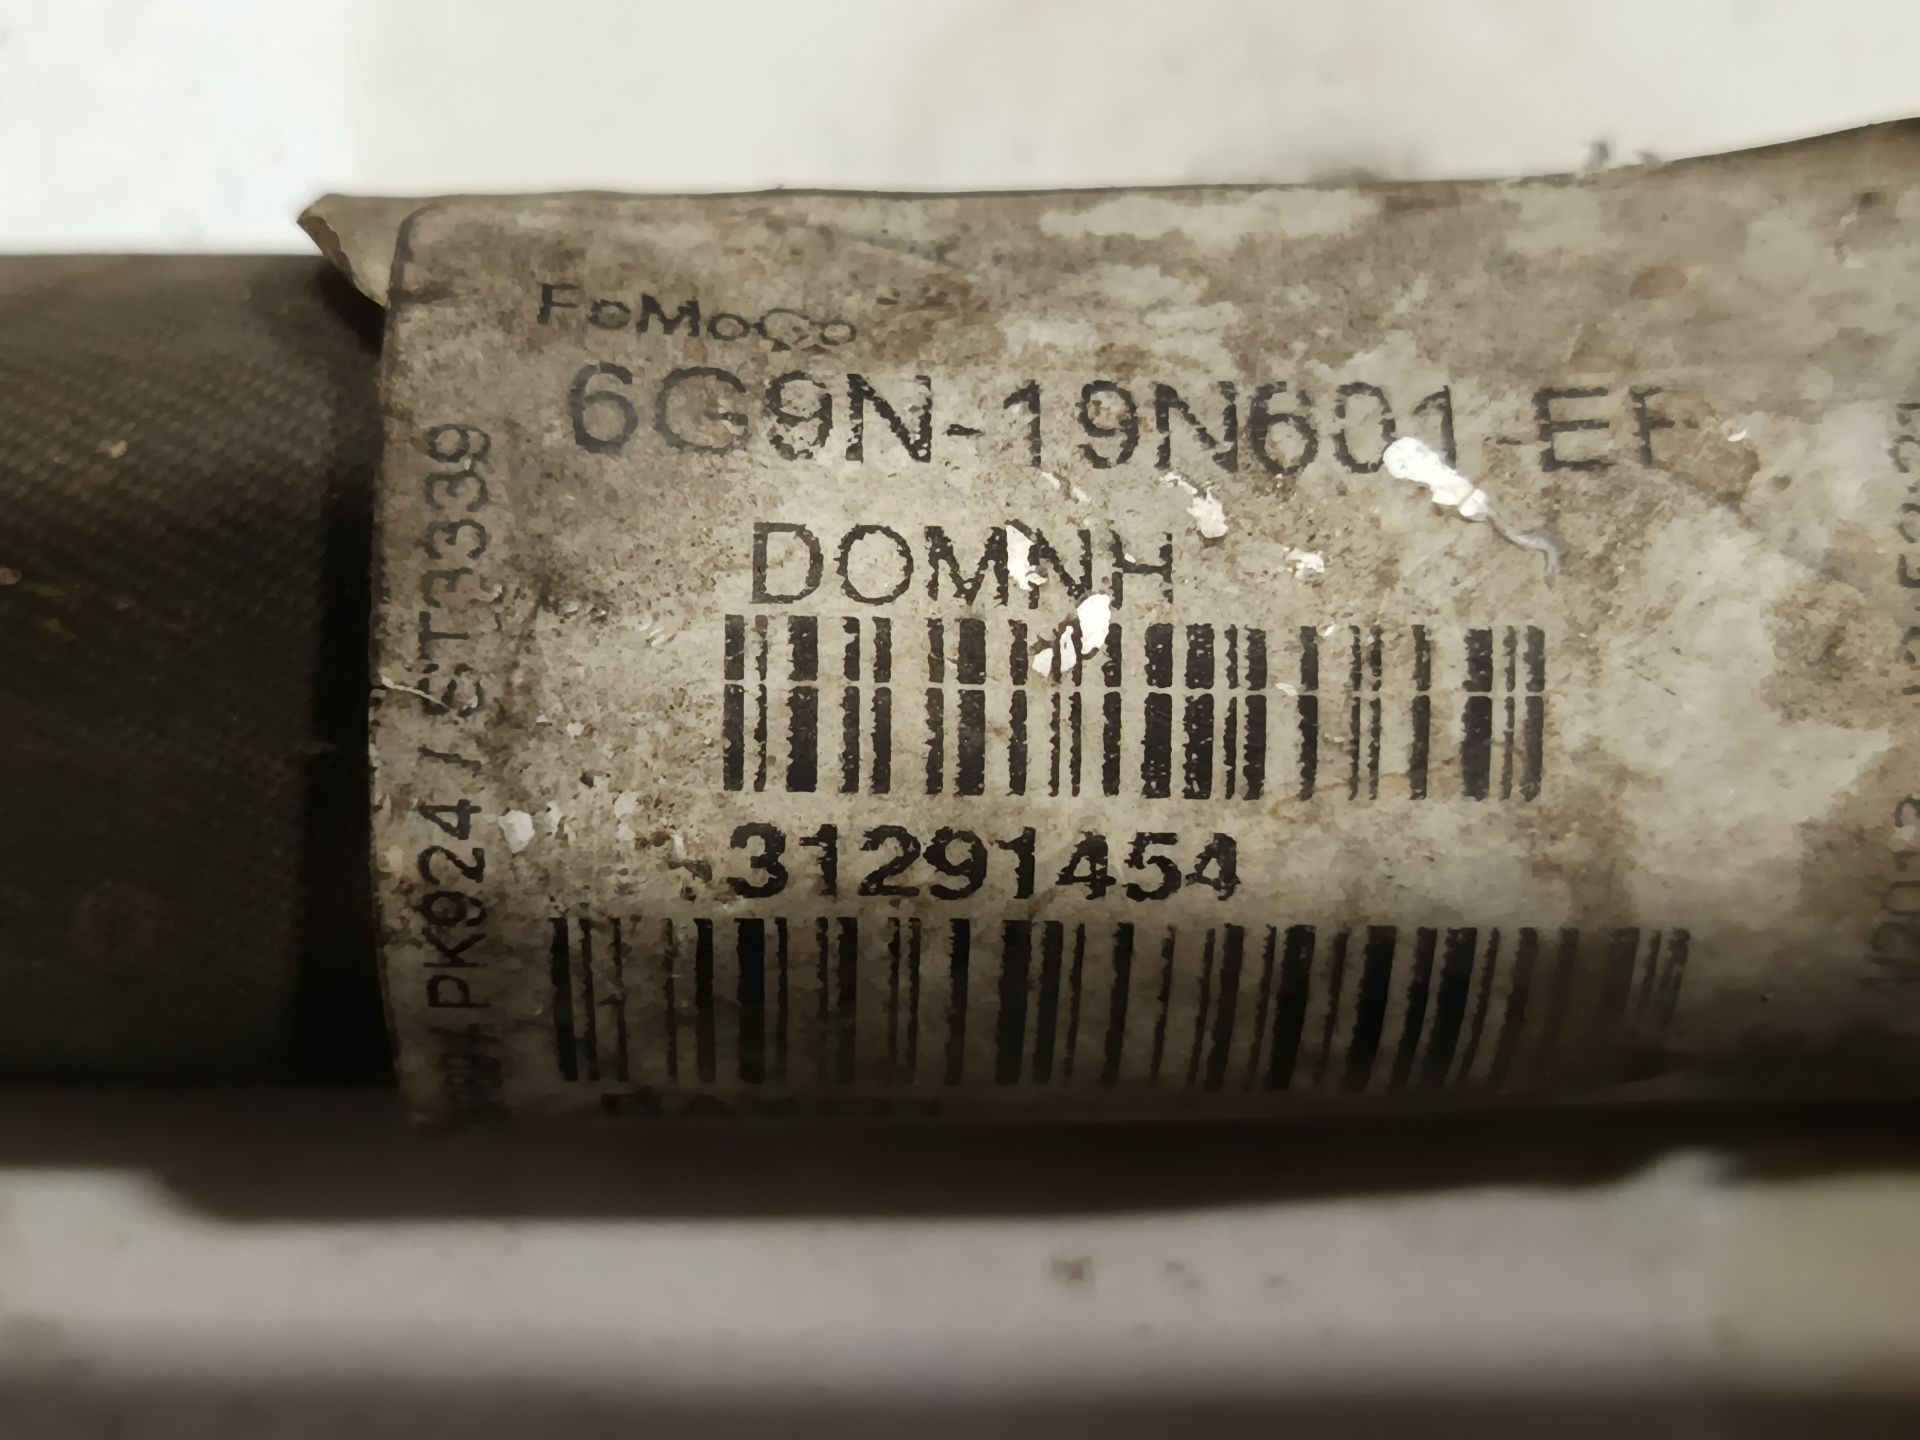 FoMoCo
6G9N-19N601-EF
DOMNH
31291454
PK924 / ST3339